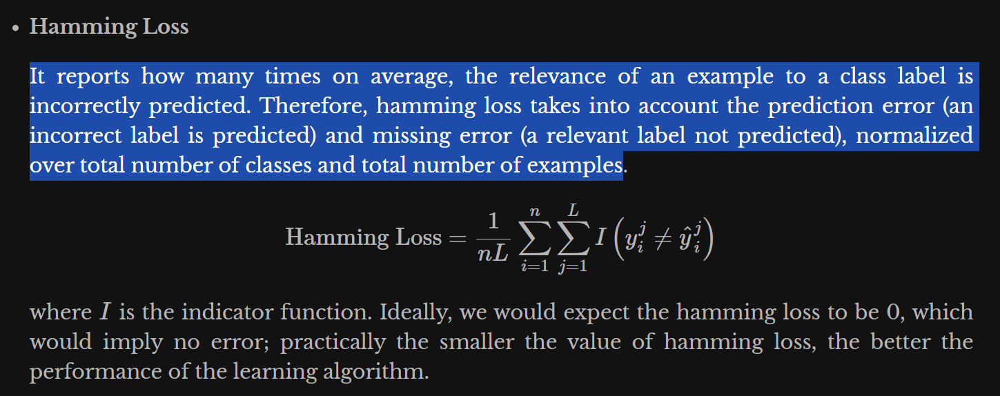 • Hamming Loss
It reports how many times on average, the relevance of an example to a class label is
incorrectly predicted. Therefore, hamming loss takes into account the prediction error (an
incorrect label is predicted) and missing error (a relevant label not predicted), normalized
over total number of classes and total number of examples.
Hamming Loss = \frac{1}{nL} \sum_{i=1}^{n} \sum_{j=1}^{L} I \left( y_i^j \neq \hat{y}_i^j \right)
where I is the indicator function. Ideally, we would expect the hamming loss to be 0, which
would imply no error; practically the smaller the value of hamming loss, the better the
performance of the learning algorithm.